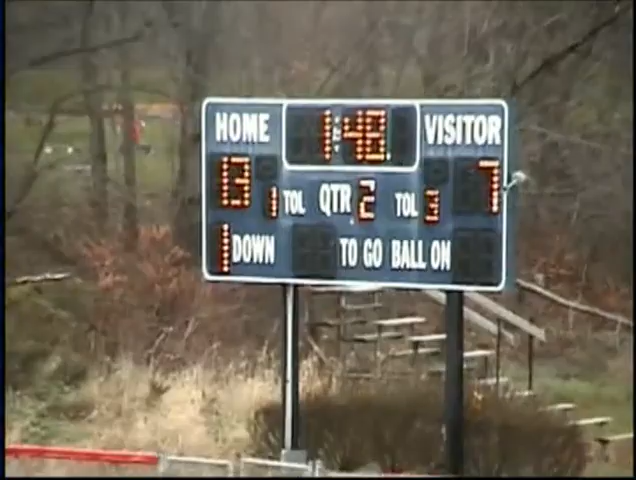 HOME 1:48 VISITOR
13 7
1 TOL QTR 2 TOL 3
1 DOWN TO GO BALL ON